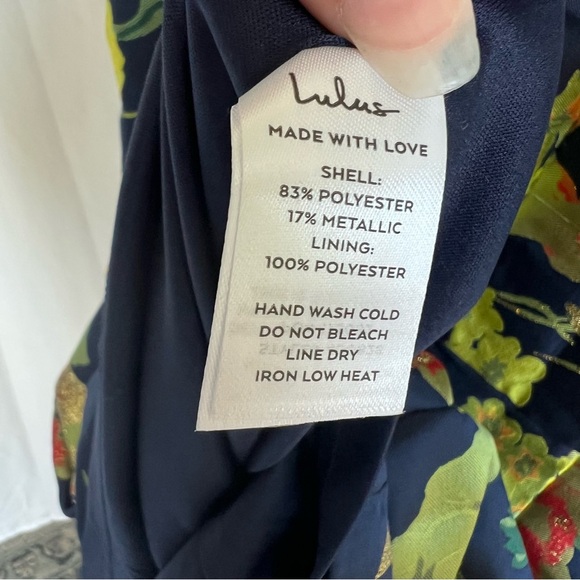 Lulus
MADE WITH LOVE
SHELL:
83% POLYESTER
17% METALLIC
LINING:
100% POLYESTER
HAND WASH COLD
DO NOT BLEACH
LINE DRY
IRON LOW HEAT